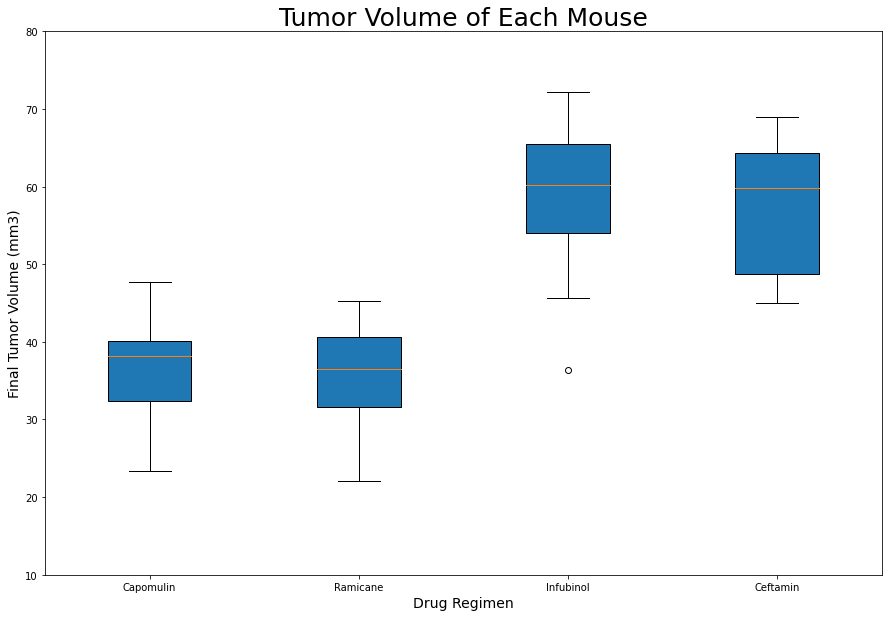 Tumor Volume of Each Mouse
80
70
60
50
40
30
20
10
Final Tumor Volume (mm3)
Capomulin Ramicane Infubinol Ceftamin
Drug Regimen